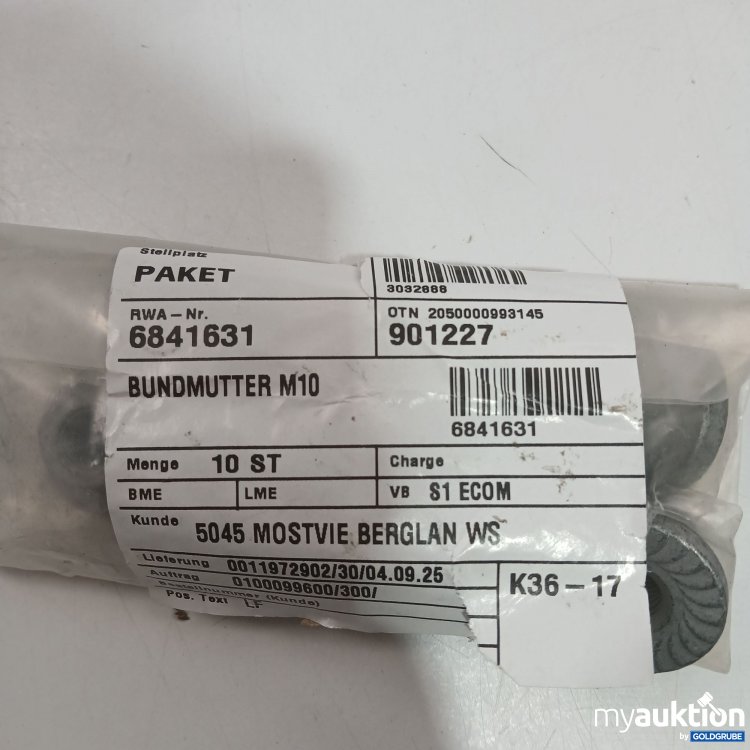 Stellplatz
PAKET
3032888
RWA-Nr.
6841631
OTN 2050000993145
901227
BUNDMUTTER M10
6841631
Menge 10 ST
Charge
BME
LME
VB S1 ECOM
Kunde 5045 MOSTVIE BERGLAN WS
Lieferung 0011972902/30/04.09.25
Auftrag 0100099600/300/
Bestellnummer (Kunde)
Pos. Text LF
K36-17
myauktion
by GOLDGRUBE